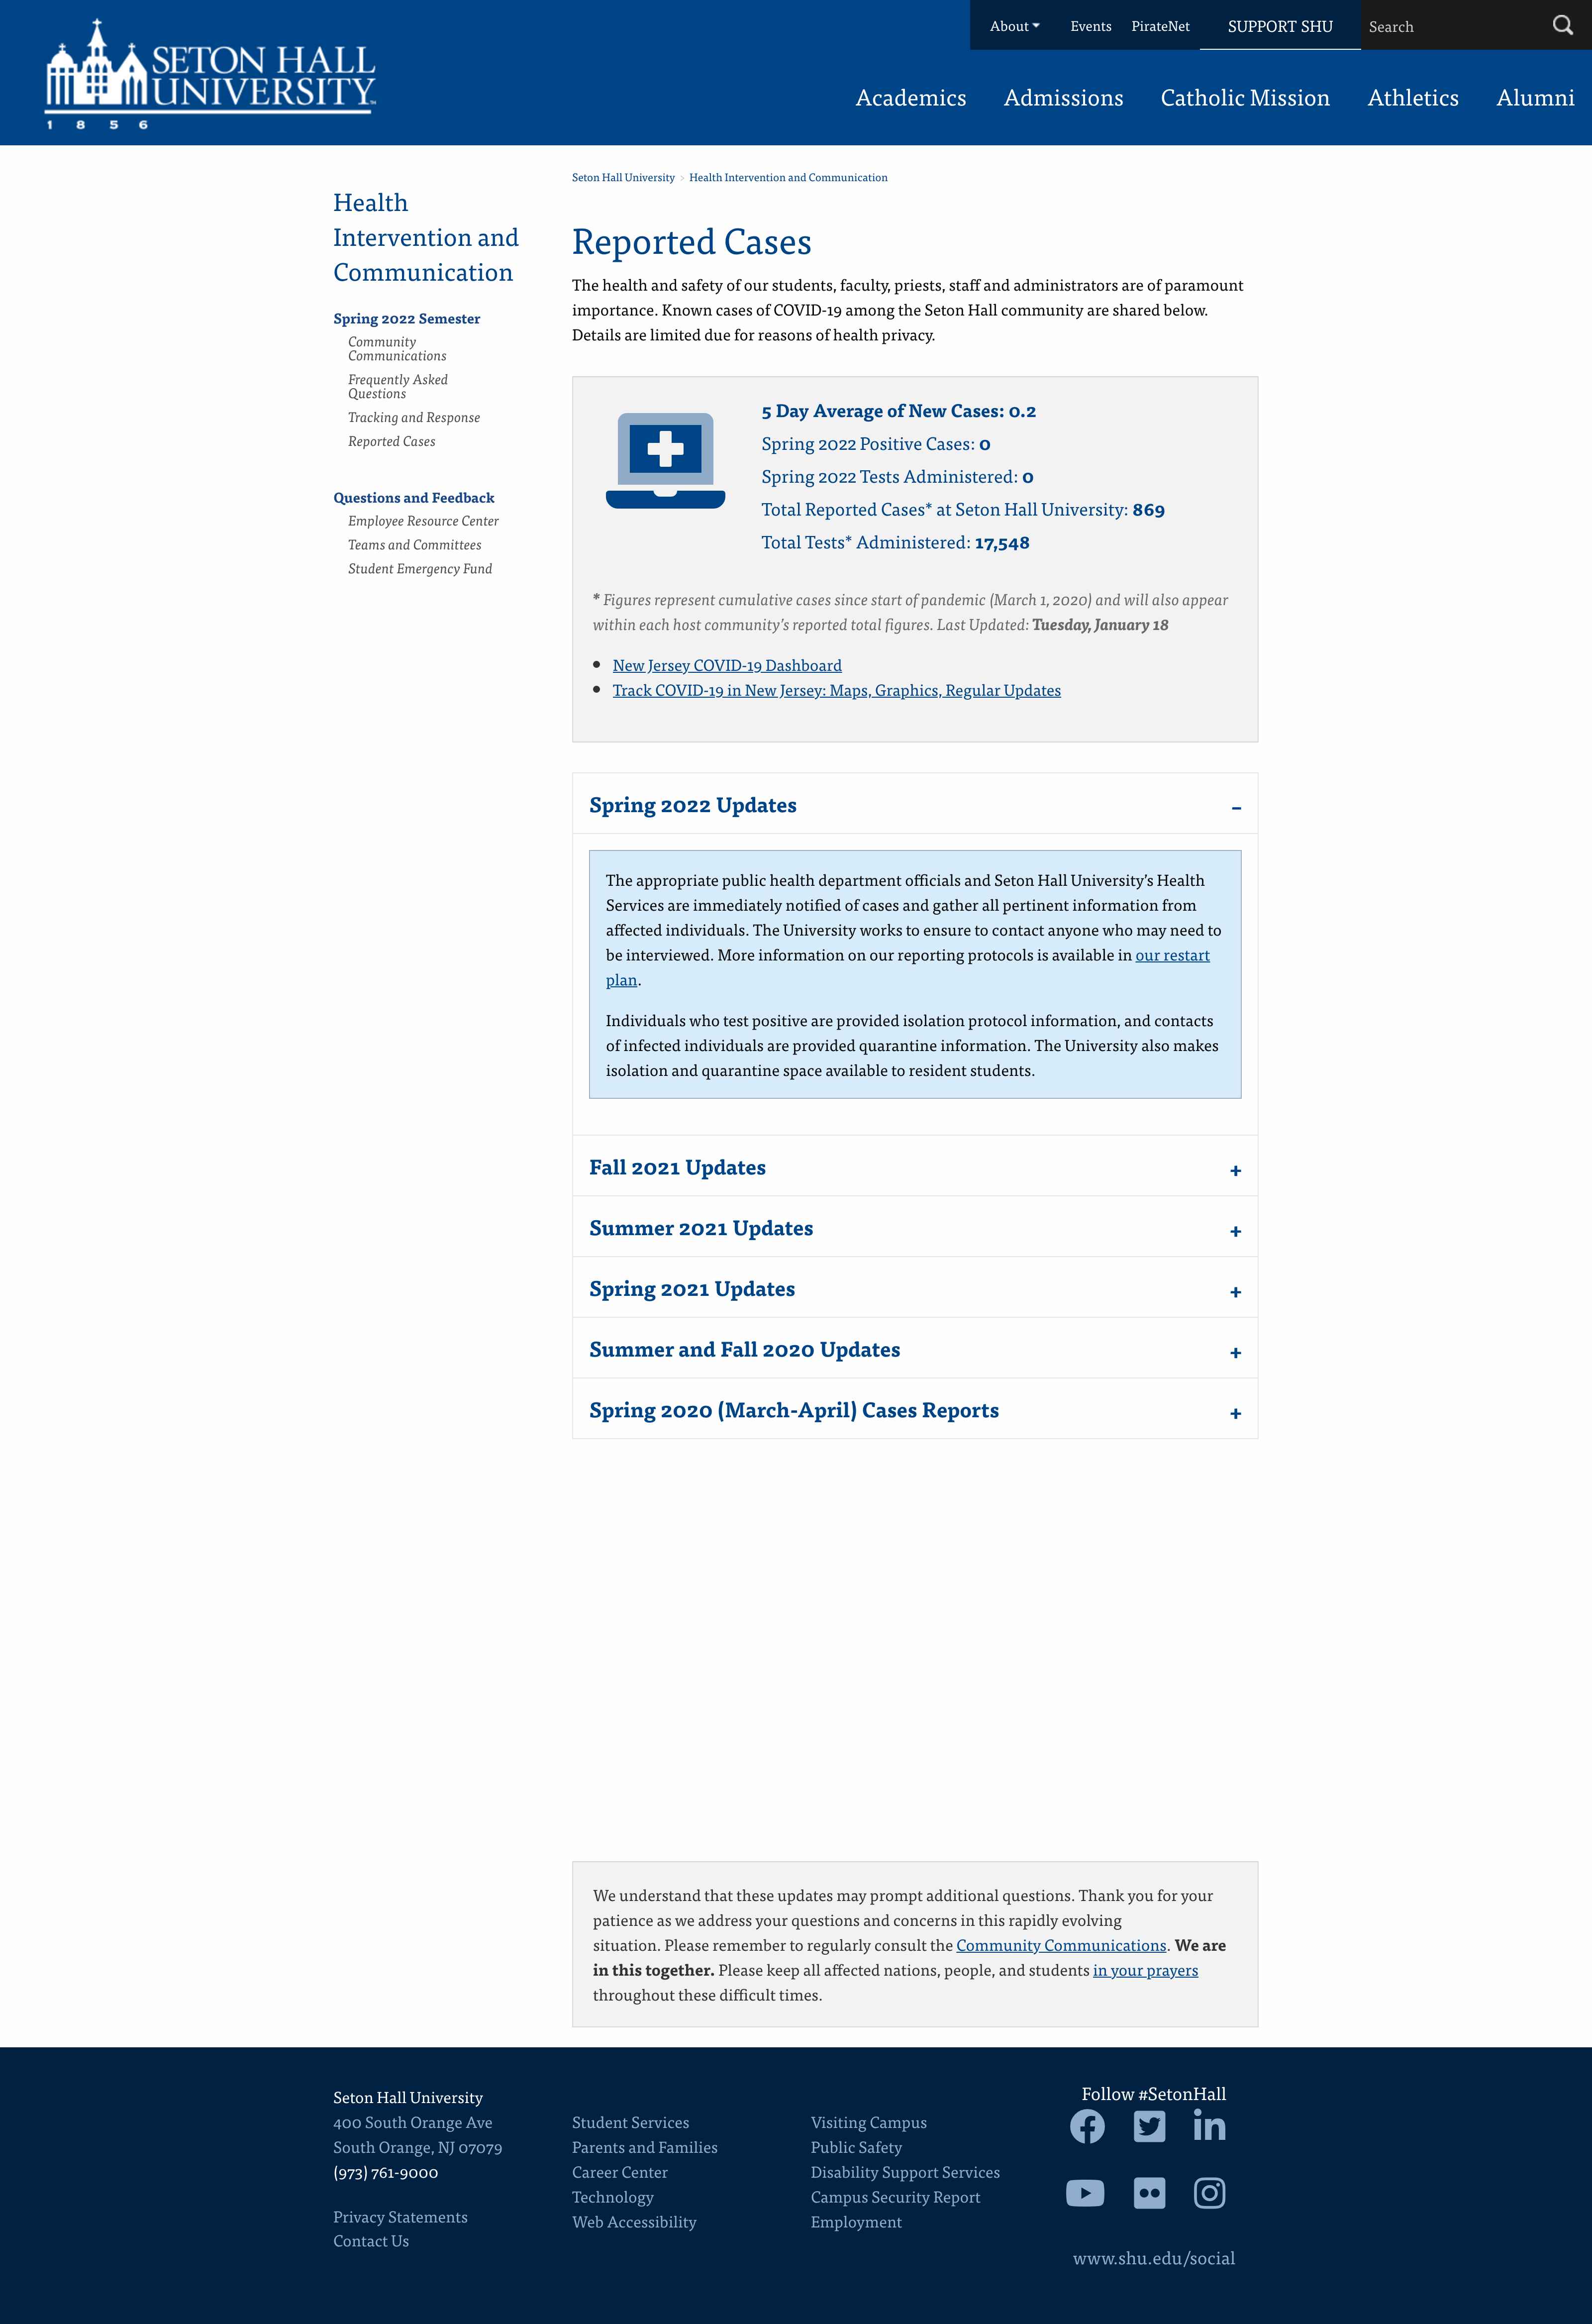 SETON HALL
UNIVERSITY
1 8 5 6
About
Events
PirateNet
SUPPORT SHU
Search
Academics
Admissions
Catholic Mission
Athletics
Alumni
Health
Intervention and
Communication
Spring 2022 Semester
Community
Communications
Frequently Asked
Questions
Tracking and Response
Reported Cases
Questions and Feedback
Employee Resource Center
Teams and Committees
Student Emergency Fund
Seton Hall University › Health Intervention and Communication
Reported Cases
The health and safety of our students, faculty, priests, staff and administrators are of paramount
importance. Known cases of COVID-19 among the Seton Hall community are shared below.
Details are limited due for reasons of health privacy.
5 Day Average of New Cases: 0.2
Spring 2022 Positive Cases: 0
Spring 2022 Tests Administered: 0
Total Reported Cases* at Seton Hall University: 869
Total Tests* Administered: 17,548
* Figures represent cumulative cases since start of pandemic (March 1, 2020) and will also appear
within each host community's reported total figures. Last Updated: Tuesday, January 18
• New Jersey COVID-19 Dashboard
• Track COVID-19 in New Jersey: Maps, Graphics, Regular Updates
Spring 2022 Updates –
The appropriate public health department officials and Seton Hall University's Health
Services are immediately notified of cases and gather all pertinent information from
affected individuals. The University works to ensure to contact anyone who may need to
be interviewed. More information on our reporting protocols is available in our restart
plan.
Individuals who test positive are provided isolation protocol information, and contacts
of infected individuals are provided quarantine information. The University also makes
isolation and quarantine space available to resident students.
Fall 2021 Updates +
Summer 2021 Updates +
Spring 2021 Updates +
Summer and Fall 2020 Updates +
Spring 2020 (March-April) Cases Reports +
We understand that these updates may prompt additional questions. Thank you for your
patience as we address your questions and concerns in this rapidly evolving
situation. Please remember to regularly consult the Community Communications. We are
in this together. Please keep all affected nations, people, and students in your prayers
throughout these difficult times.
Seton Hall University
400 South Orange Ave
South Orange, NJ 07079
(973) 761-9000
Privacy Statements
Contact Us
Student Services
Parents and Families
Career Center
Technology
Web Accessibility
Visiting Campus
Public Safety
Disability Support Services
Campus Security Report
Employment
Follow #SetonHall
www.shu.edu/social